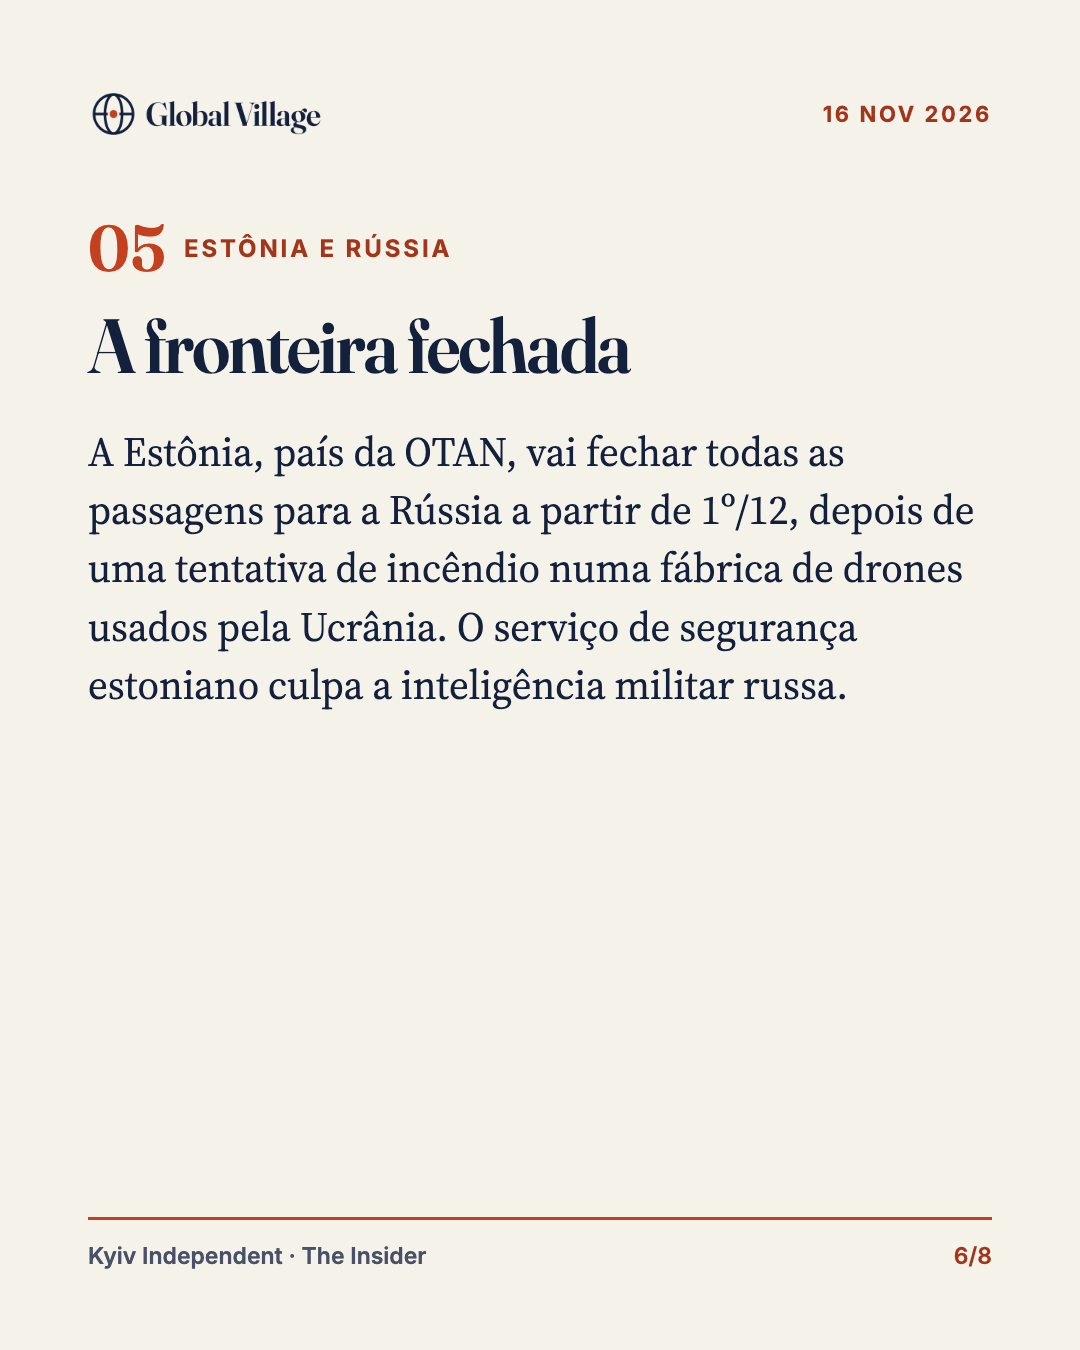 Global Village
16 NOV 2026
05 ESTÔNIA E RÚSSIA
A fronteira fechada
A Estônia, país da OTAN, vai fechar todas as
passagens para a Rússia a partir de 1º/12, depois de
uma tentativa de incêndio numa fábrica de drones
usados pela Ucrânia. O serviço de segurança
estoniano culpa a inteligência militar russa.
Kyiv Independent · The Insider
6/8